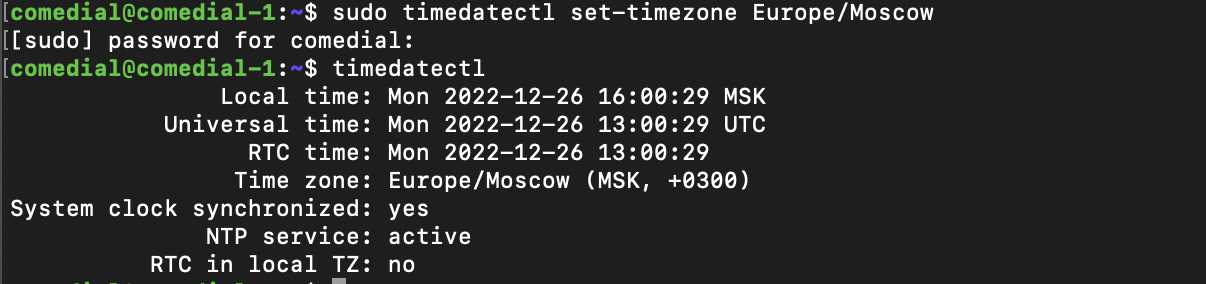 [comedial@comedial-1:~$ sudo timedatectl set-timezone Europe/Moscow
[[sudo] password for comedial:
[comedial@comedial-1:~$ timedatectl
Local time: Mon 2022-12-26 16:00:29 MSK
Universal time: Mon 2022-12-26 13:00:29 UTC
RTC time: Mon 2022-12-26 13:00:29
Time zone: Europe/Moscow (MSK, +0300)
System clock synchronized: yes
NTP service: active
RTC in local TZ: no